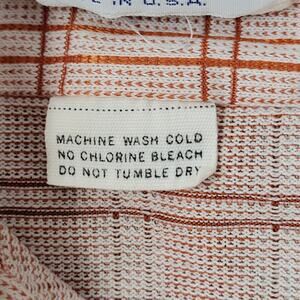 IN U.S.A.
MACHINE WASH COLD
NO CHLORINE BLEACH
DO NOT TUMBLE DRY